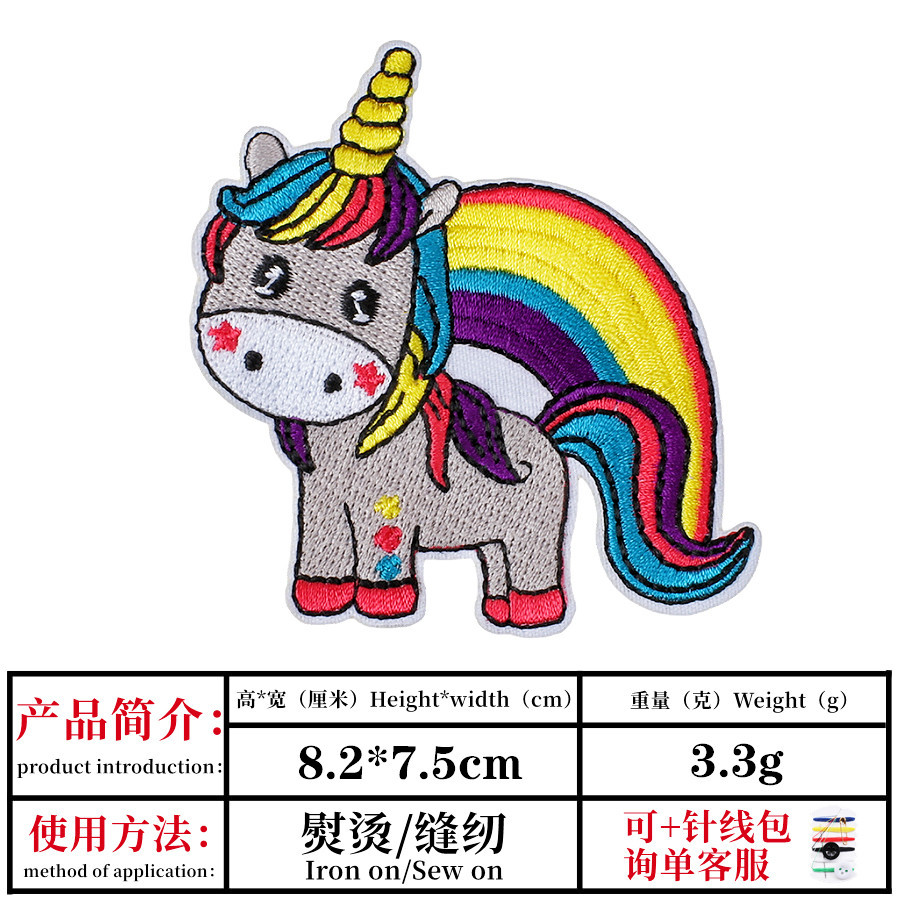 产品简介：
product introduction：
高*宽（厘米）Height*width（cm）
重量（克）Weight（g）
8.2*7.5cm
3.3g
使用方法：
method of application：
熨烫/缝纫
Iron on/Sew on
可+针线包
询单客服